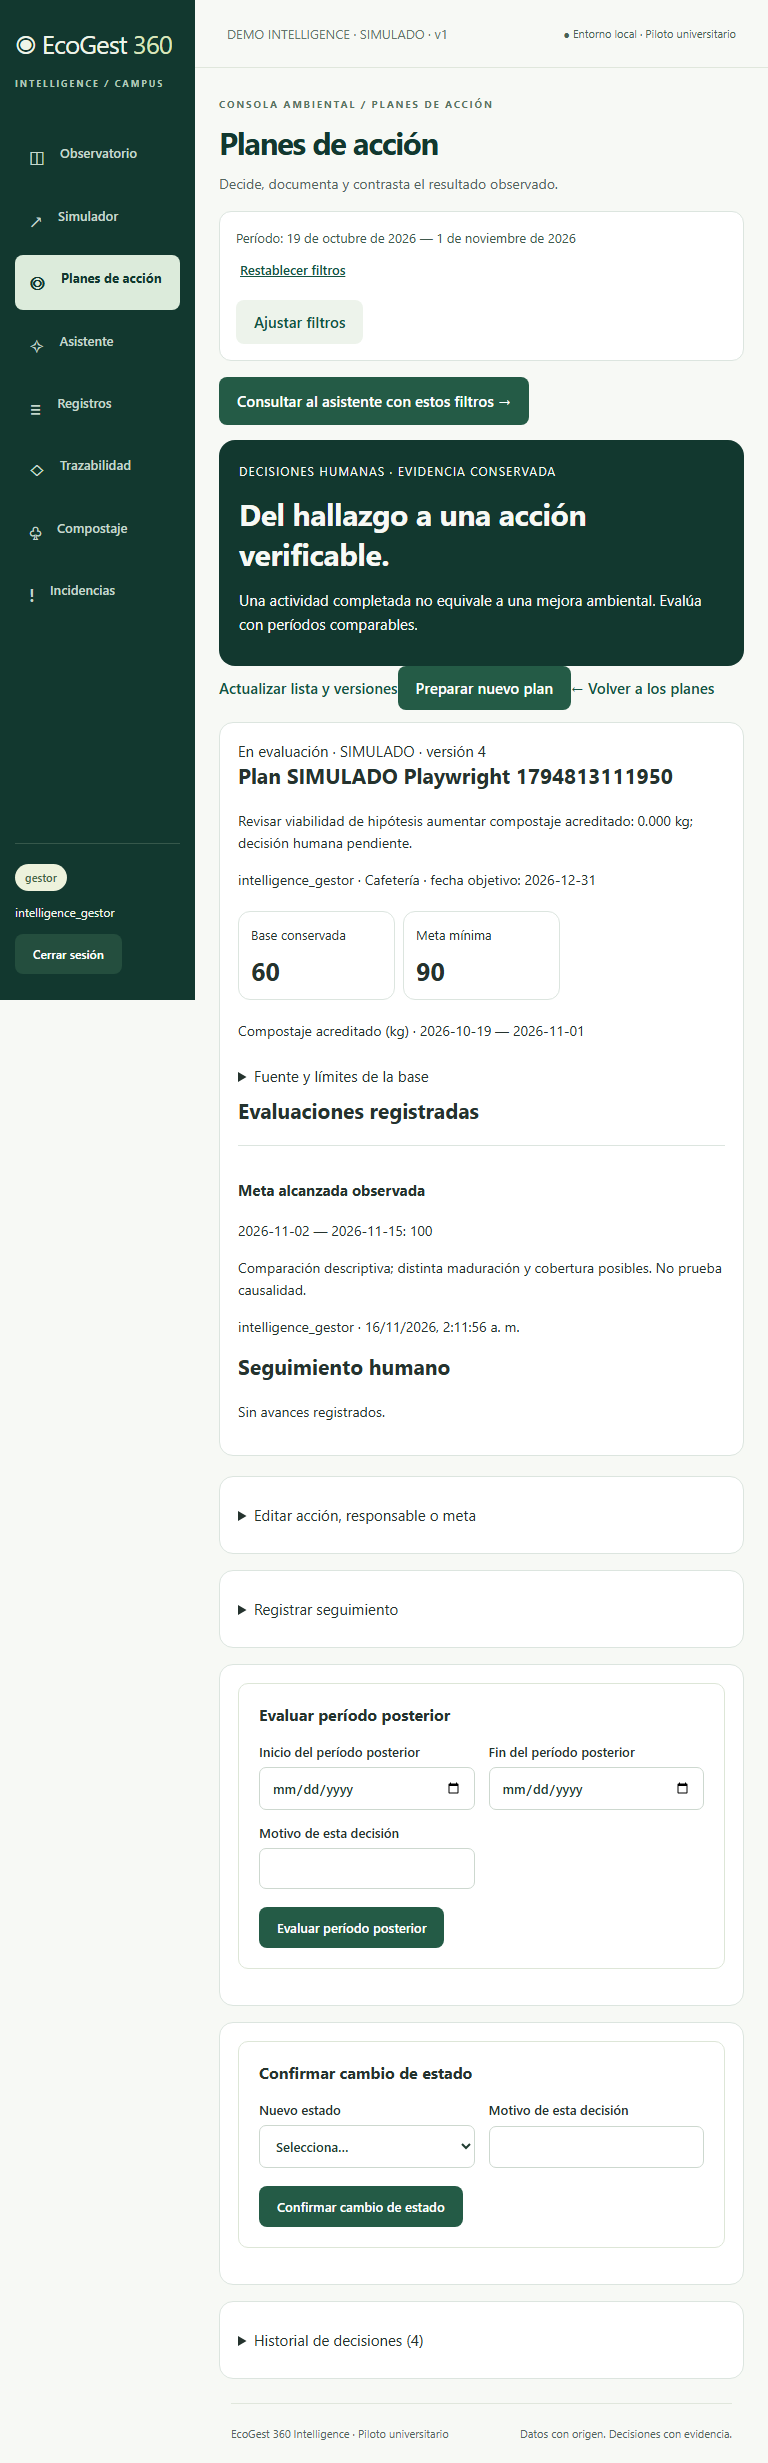 EcoGest 360
INTELLIGENCE / CAMPUS
Observatorio
Simulador
Planes de acción
Asistente
Registros
Trazabilidad
Compostaje
! Incidencias
gestor
intelligence_gestor
Cerrar sesión
DEMO INTELLIGENCE · SIMULADO · v1
● Entorno local · Piloto universitario
CONSOLA AMBIENTAL / PLANES DE ACCIÓN
Planes de acción
Decide, documenta y contrasta el resultado observado.
Período: 19 de octubre de 2026 — 1 de noviembre de 2026
Restablecer filtros
Ajustar filtros
Consultar al asistente con estos filtros →
DECISIONES HUMANAS · EVIDENCIA CONSERVADA
Del hallazgo a una acción
verificable.
Una actividad completada no equivale a una mejora ambiental. Evalúa
con períodos comparables.
Actualizar lista y versiones
Preparar nuevo plan
← Volver a los planes
En evaluación · SIMULADO · versión 4
Plan SIMULADO Playwright 1794813111950
Revisar viabilidad de hipótesis aumentar compostaje acreditado: 0.000 kg;
decisión humana pendiente.
intelligence_gestor · Cafetería · fecha objetivo: 2026-12-31
Base conservada
60
Meta mínima
90
Compostaje acreditado (kg) · 2026-10-19 — 2026-11-01
▶ Fuente y límites de la base
Evaluaciones registradas
Meta alcanzada observada
2026-11-02 — 2026-11-15: 100
Comparación descriptiva; distinta maduración y cobertura posibles. No prueba
causalidad.
intelligence_gestor · 16/11/2026, 2:11:56 a. m.
Seguimiento humano
Sin avances registrados.
▶ Editar acción, responsable o meta
▶ Registrar seguimiento
Evaluar período posterior
Inicio del período posterior
Fin del período posterior
mm/dd/yyyy
mm/dd/yyyy
Motivo de esta decisión
Evaluar período posterior
Confirmar cambio de estado
Nuevo estado
Motivo de esta decisión
Selecciona...
Confirmar cambio de estado
▶ Historial de decisiones (4)
EcoGest 360 Intelligence · Piloto universitario
Datos con origen. Decisiones con evidencia.